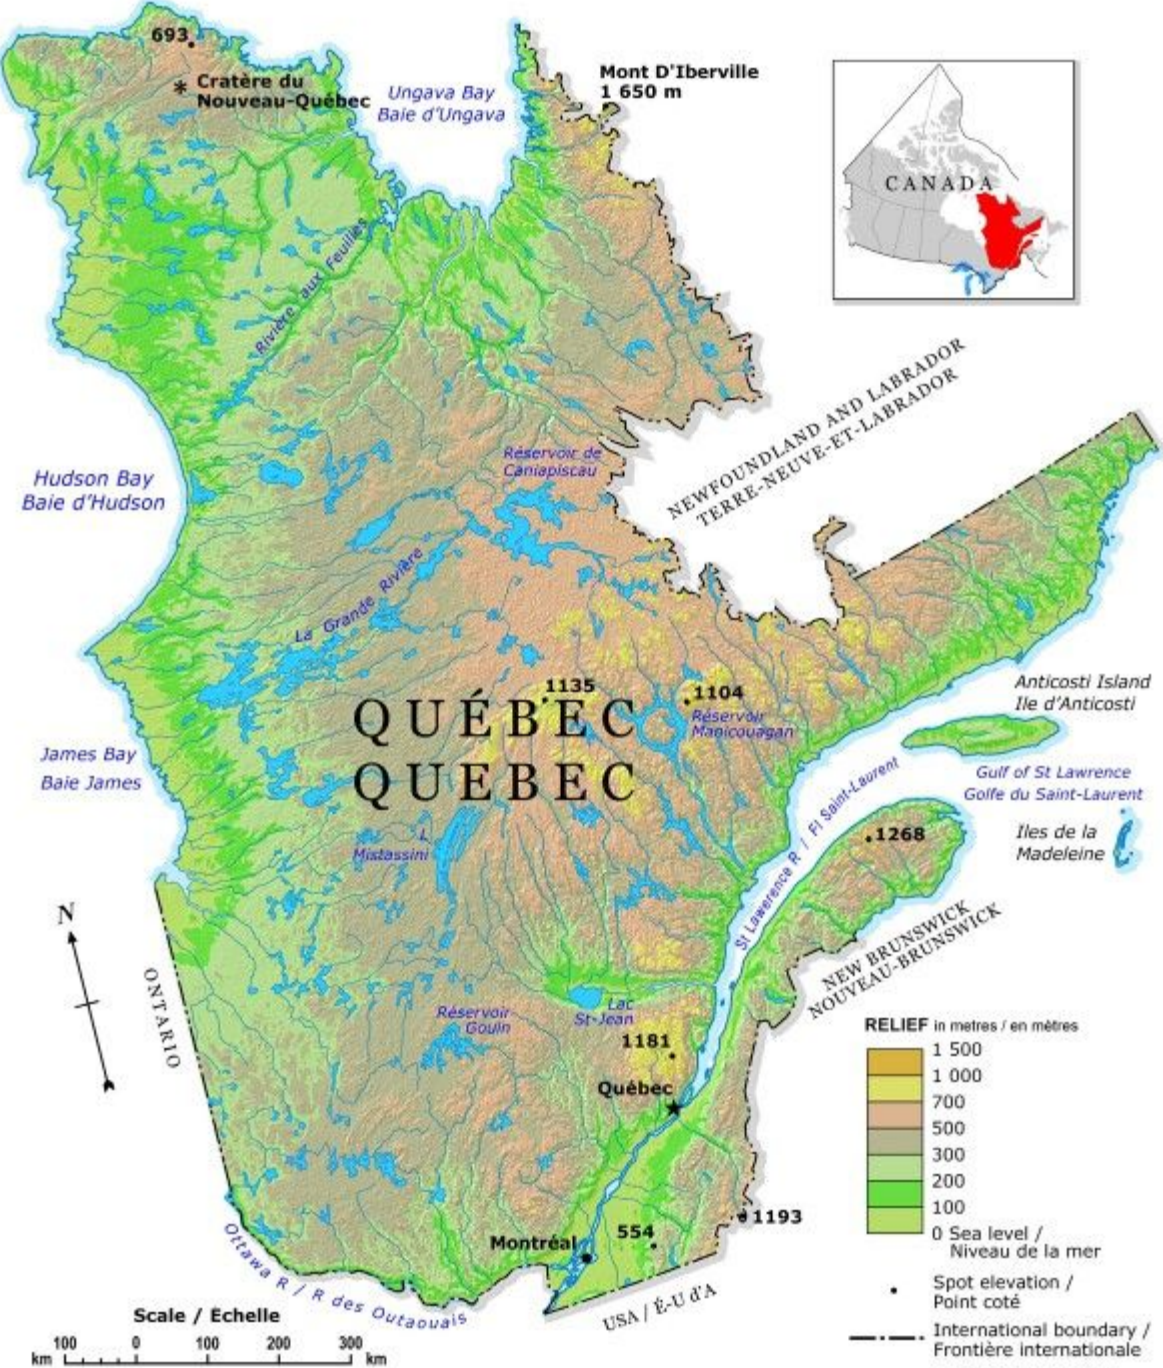 693
Cratère du
Nouveau-Québec
Ungava Bay
Baie d'Ungava
Mont D'Iberville
1 650 m
CANADA
Rivière aux Feuilles
NEWFOUNDLAND AND LABRADOR
TERRE-NEUVE-ET-LABRADOR
Hudson Bay
Baie d'Hudson
Réservoir de
Caniapiscau
La Grande Rivière
1135
1104
Réservoir
Manicouagan
QUÉBEC
QUEBEC
Anticosti Island
Ile d'Anticosti
James Bay
Baie James
Gulf of St Lawrence
Golfe du Saint-Laurent
St Lawerence R / Fl Saint-Laurent
L
Mistassini
1268
Iles de la
Madeleine
N
NEW BRUNSWICK
NOUVEAU-BRUNSWICK
ONTARIO
Réservoir
Gouin
Lac
St-Jean
1181
Québec
RELIEF in metres / en mètres
1 500
1 000
700
500
300
200
100
0 Sea level /
Niveau de la mer
1193
554
Montréal
Ottawa R / R des Outaouais
USA / É-U d'A
Spot elevation /
Point coté
International boundary /
Frontière internationale
Scale / Echelle
100 0 100 200 300
km km